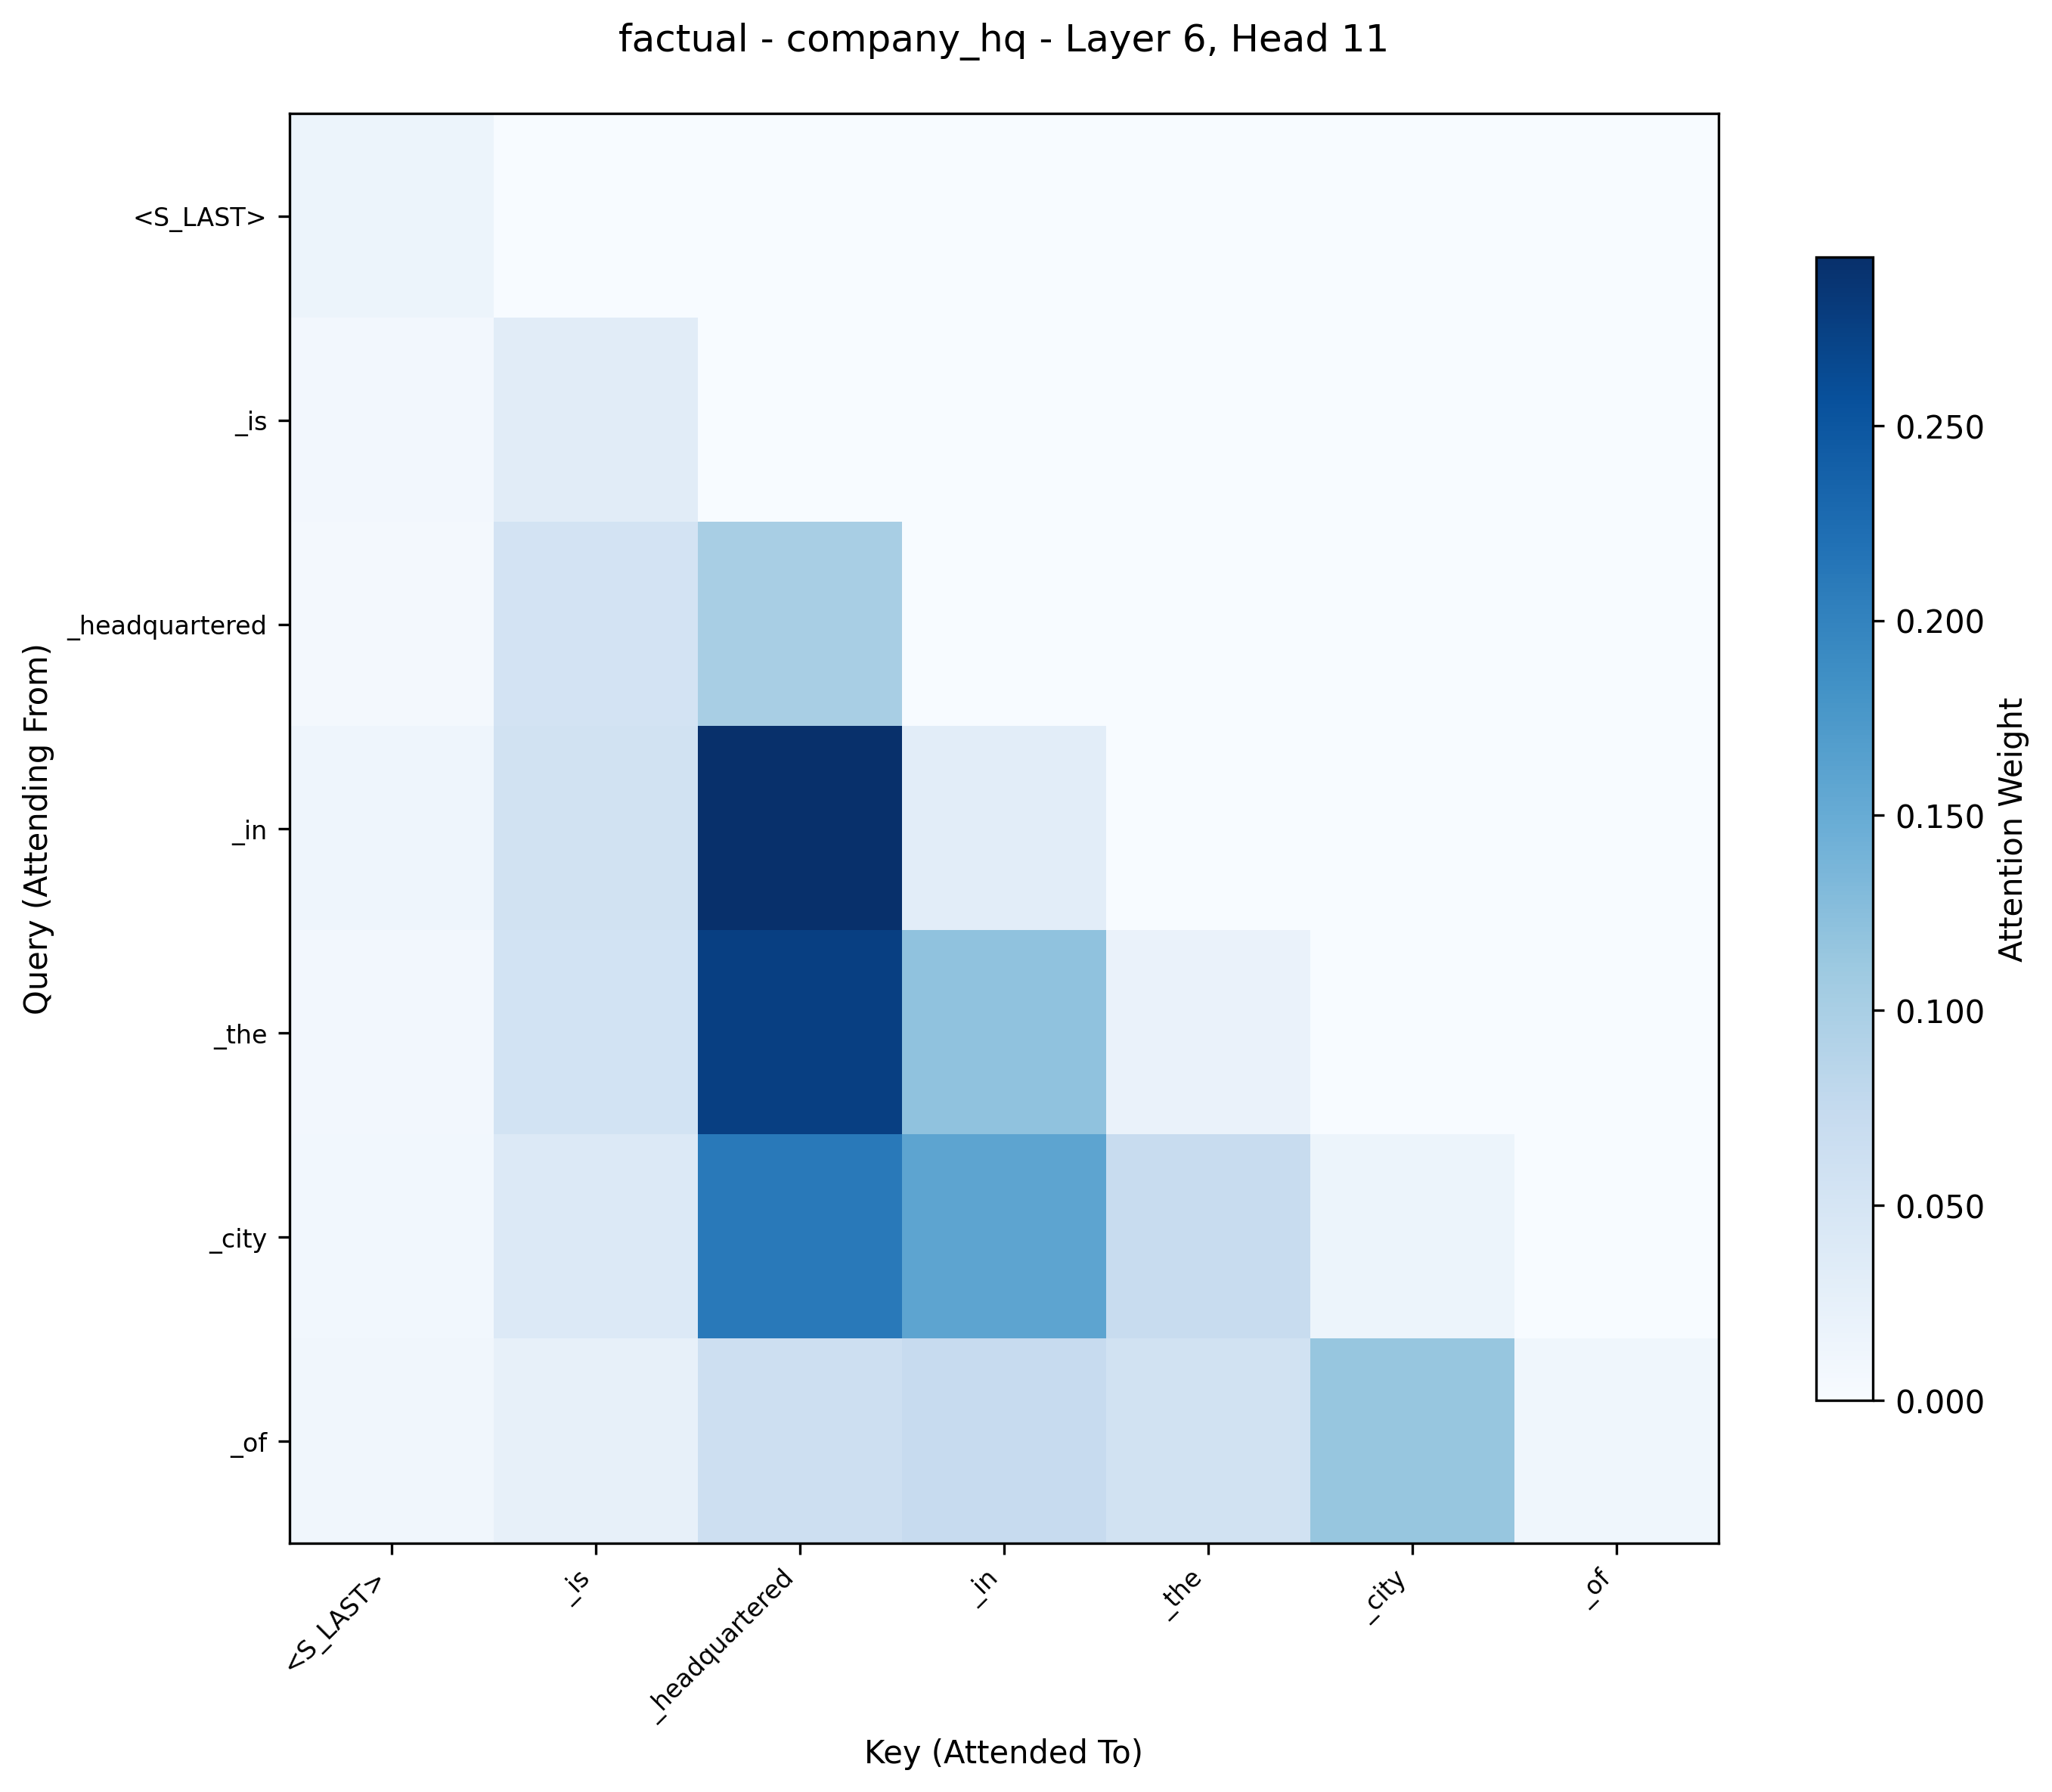 factual - company_hq - Layer 6, Head 11
<S_LAST>
_is
_headquartered
_in
_the
_city
_of
Query (Attending From)
<S_LAST>
_is
_headquartered
_in
_the
_city
_of
Key (Attended To)
0.250
0.200
0.150
0.100
0.050
0.000
Attention Weight